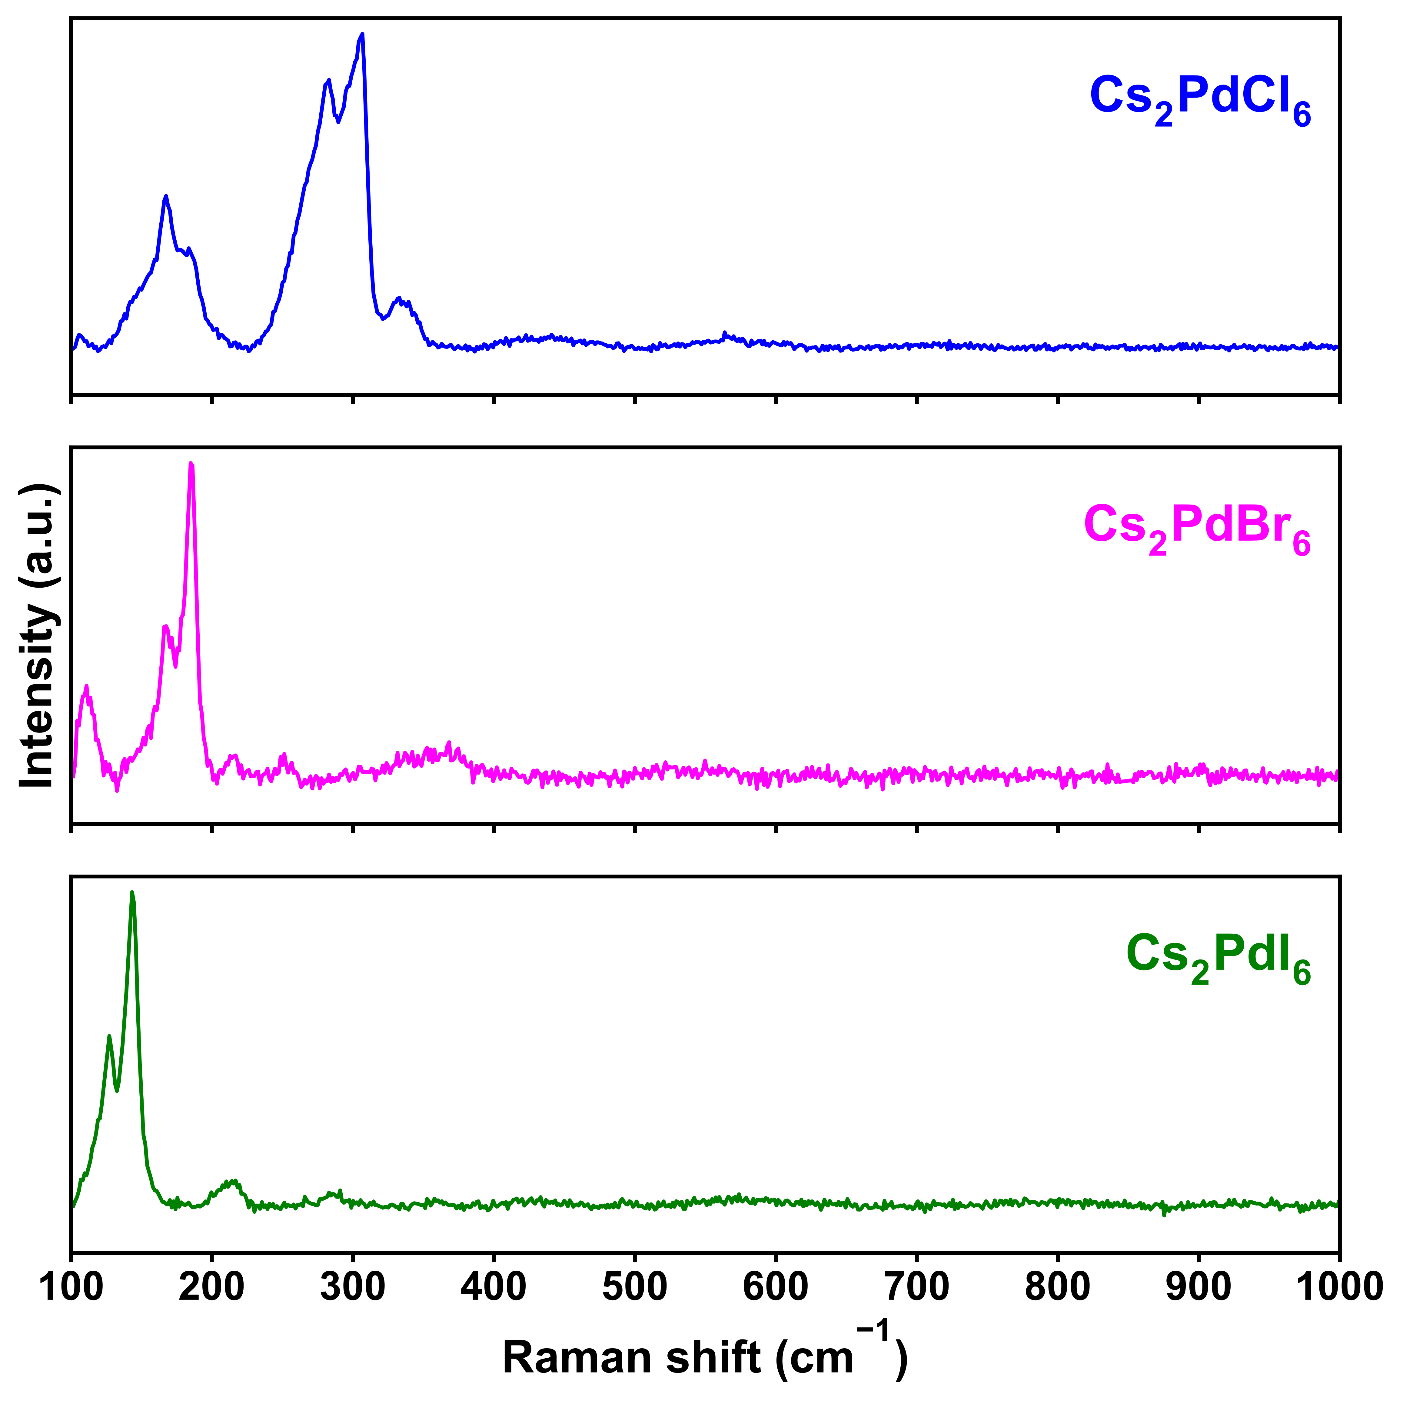 Cs₂PdCl₆
Cs₂PdBr₆
Cs₂PdI₆
Intensity (a.u.)
100 200 300 400 500 600 700 800 900 1000
Raman shift (cm⁻¹)